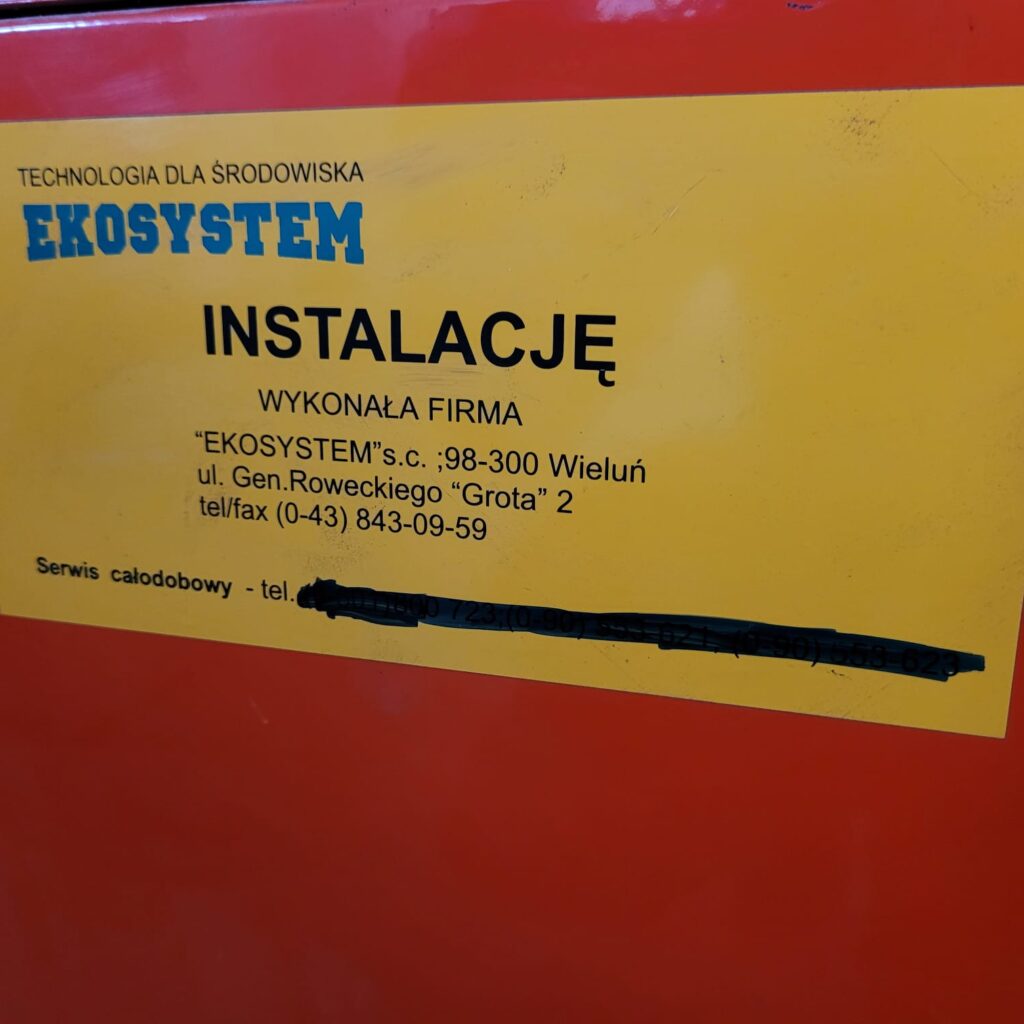 TECHNOLOGIA DLA ŚRODOWISKA
EKOSYSTEM
INSTALACJĘ
WYKONAŁA FIRMA
“EKOSYSTEM”s.c. ;98-300 Wieluń
ul. Gen.Roweckiego “Grota” 2
tel/fax (0-43) 843-09-59
Serwis całodobowy - tel.